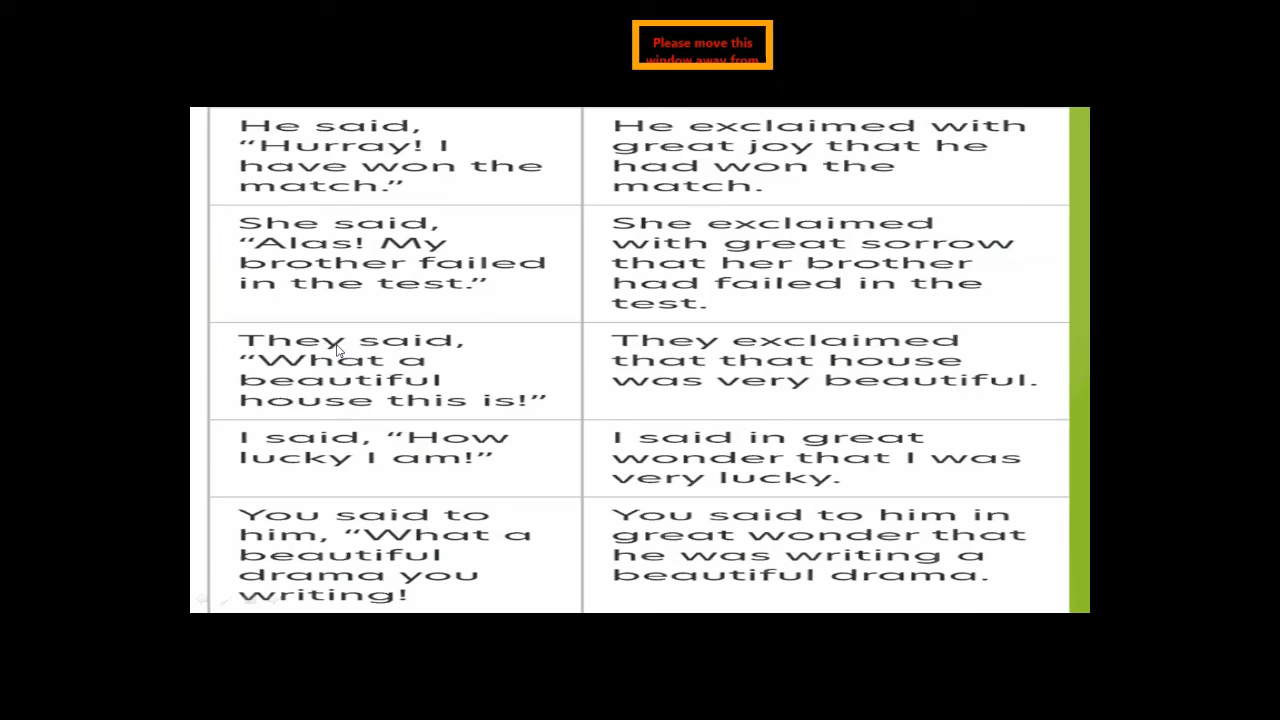 Please move this
window away from
He said,
“Hurray! I
have won the
match.”
He exclaimed with
great joy that he
had won the
match.
She said,
“Alas! My
brother failed
in the test.”
She exclaimed
with great sorrow
that her brother
had failed in the
test.
They said,
“What a
beautiful
house this is!”
They exclaimed
that that house
was very beautiful.
I said, “How
lucky I am!”
I said in great
wonder that I was
very lucky.
You said to
him, “What a
beautiful
drama you
writing!
You said to him in
great wonder that
he was writing a
beautiful drama.